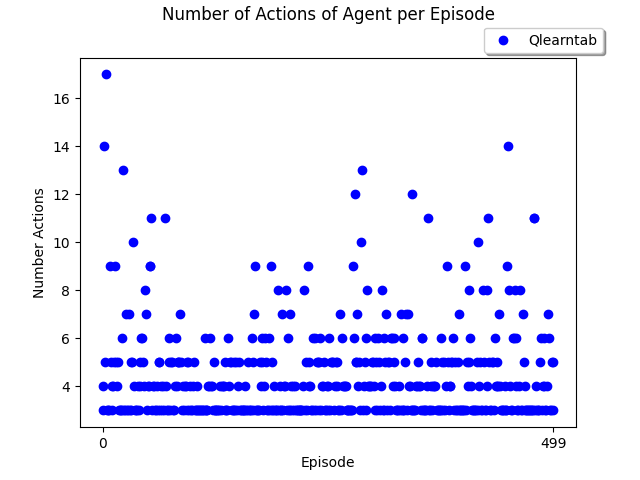 Number of Actions of Agent per Episode
Qlearntab
16
14
12
10
8
6
4
Number Actions
0
499
Episode